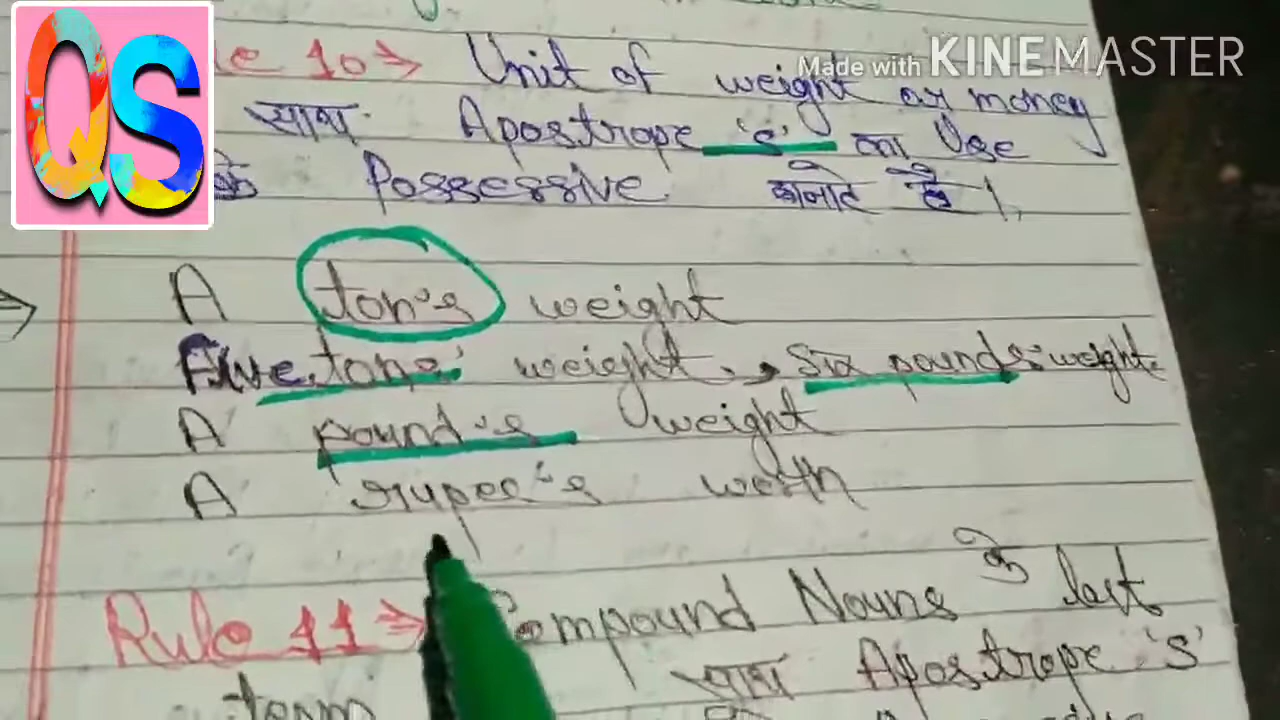 QS
Made with KINEMASTER
10 → Unit of weight or money
साथ Apostrope 's' का Use
के Possessive बनाते है।
A ton's weight
Five tons' weight , Six pounds' weight
A pound's weight
A rupee's worth
Rule 11 → Compound Nouns के last
term साथ Apostrope 's'